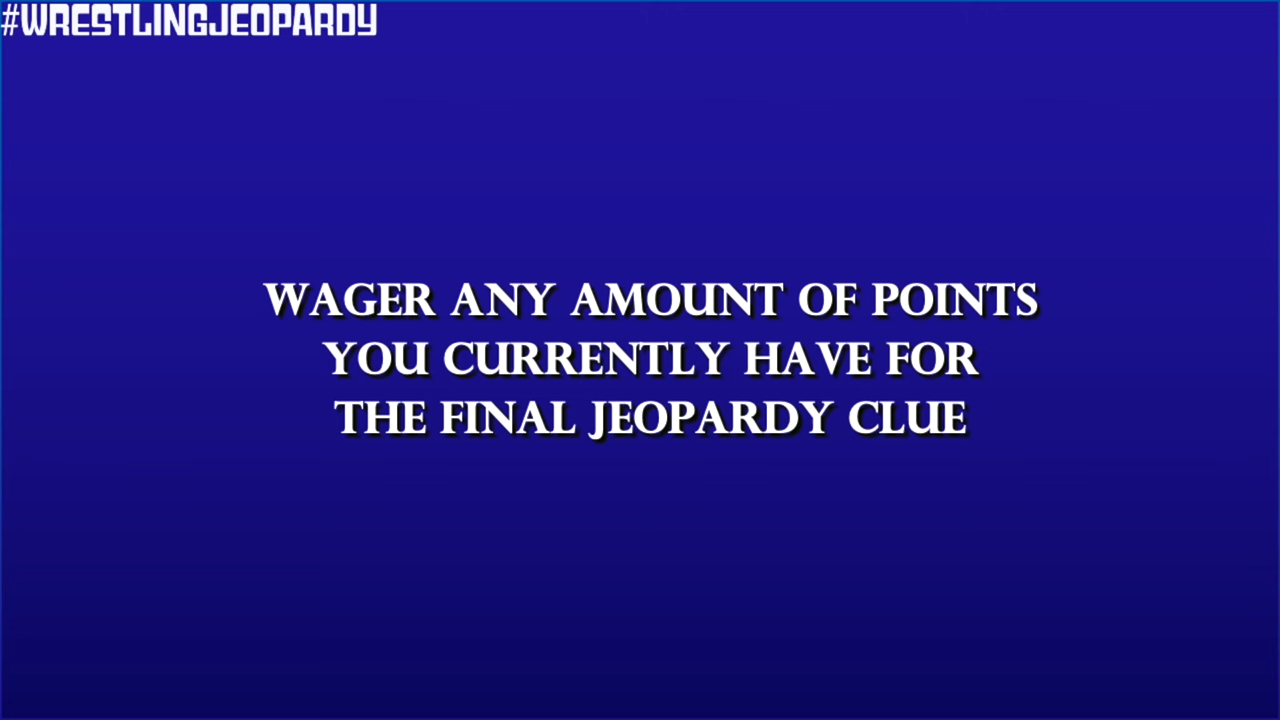 #WRESTLINGJEOPARDY
WAGER ANY AMOUNT OF POINTS
YOU CURRENTLY HAVE FOR
THE FINAL JEOPARDY CLUE